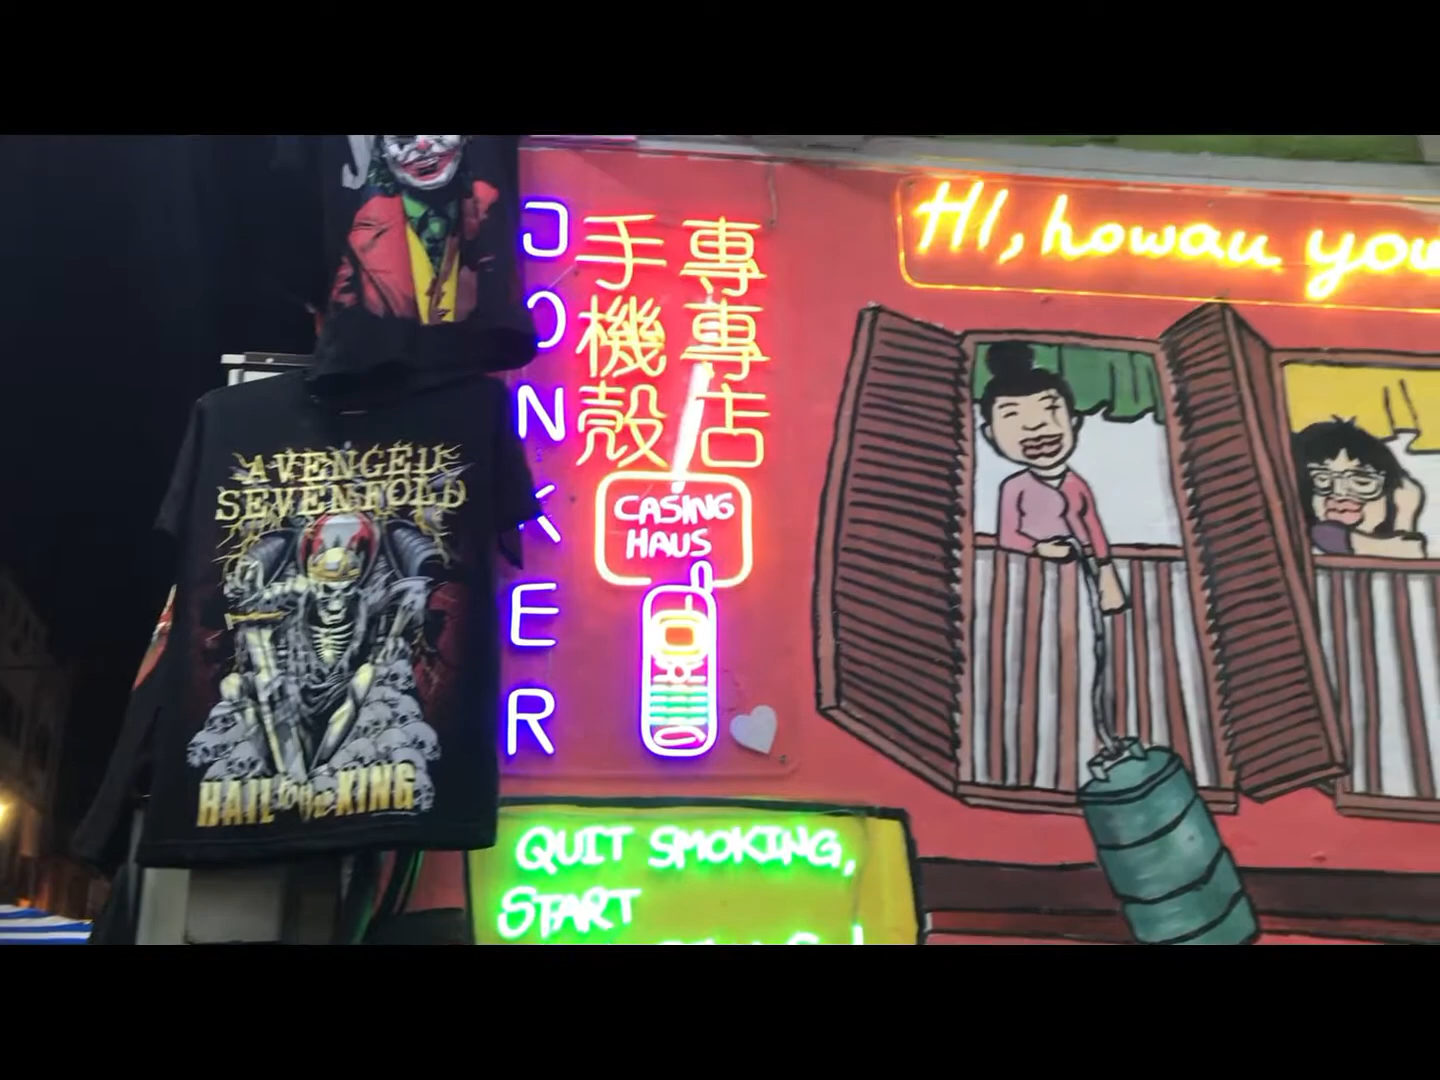 AVENGED
SEVENFOLD
HAIL to the KING
JONKER
手機殼
專專店
CASING
HAUS
HI, howau you
QUIT SMOKING,
START